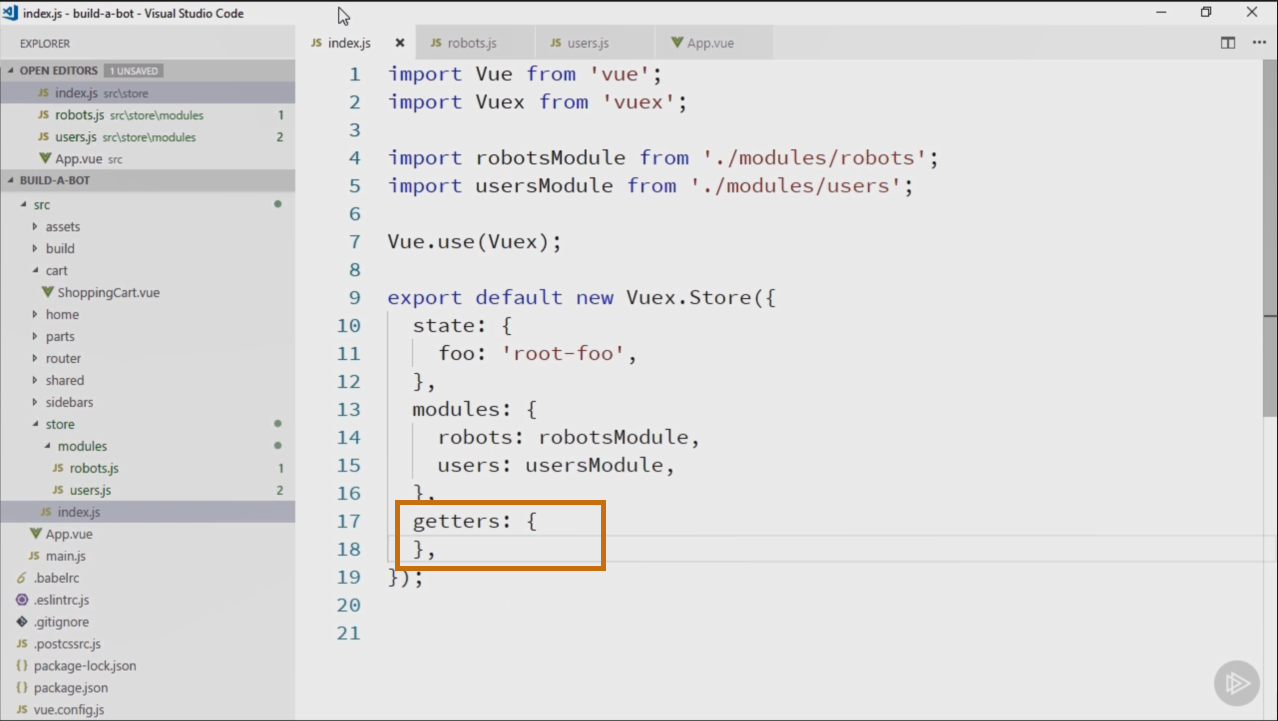 index.js - build-a-bot - Visual Studio Code
EXPLORER
OPEN EDITORS 1 UNSAVED
JS index.js src\store
JS robots.js src\store\modules 1
JS users.js src\store\modules 2
App.vue src
BUILD-A-BOT
src
assets
build
cart
ShoppingCart.vue
home
parts
router
shared
sidebars
store
modules
JS robots.js 1
JS users.js 2
JS index.js
App.vue
JS main.js
.babelrc
.eslintrc.js
.gitignore
JS .postcssrc.js
{} package-lock.json
{} package.json
JS vue.config.js
JS index.js JS robots.js JS users.js App.vue
1 import Vue from 'vue';
2 import Vuex from 'vuex';
3
4 import robotsModule from './modules/robots';
5 import usersModule from './modules/users';
6
7 Vue.use(Vuex);
8
9 export default new Vuex.Store({
10 state: {
11 foo: 'root-foo',
12 },
13 modules: {
14 robots: robotsModule,
15 users: usersModule,
16 },
17 getters: {
18 },
19 });
20
21